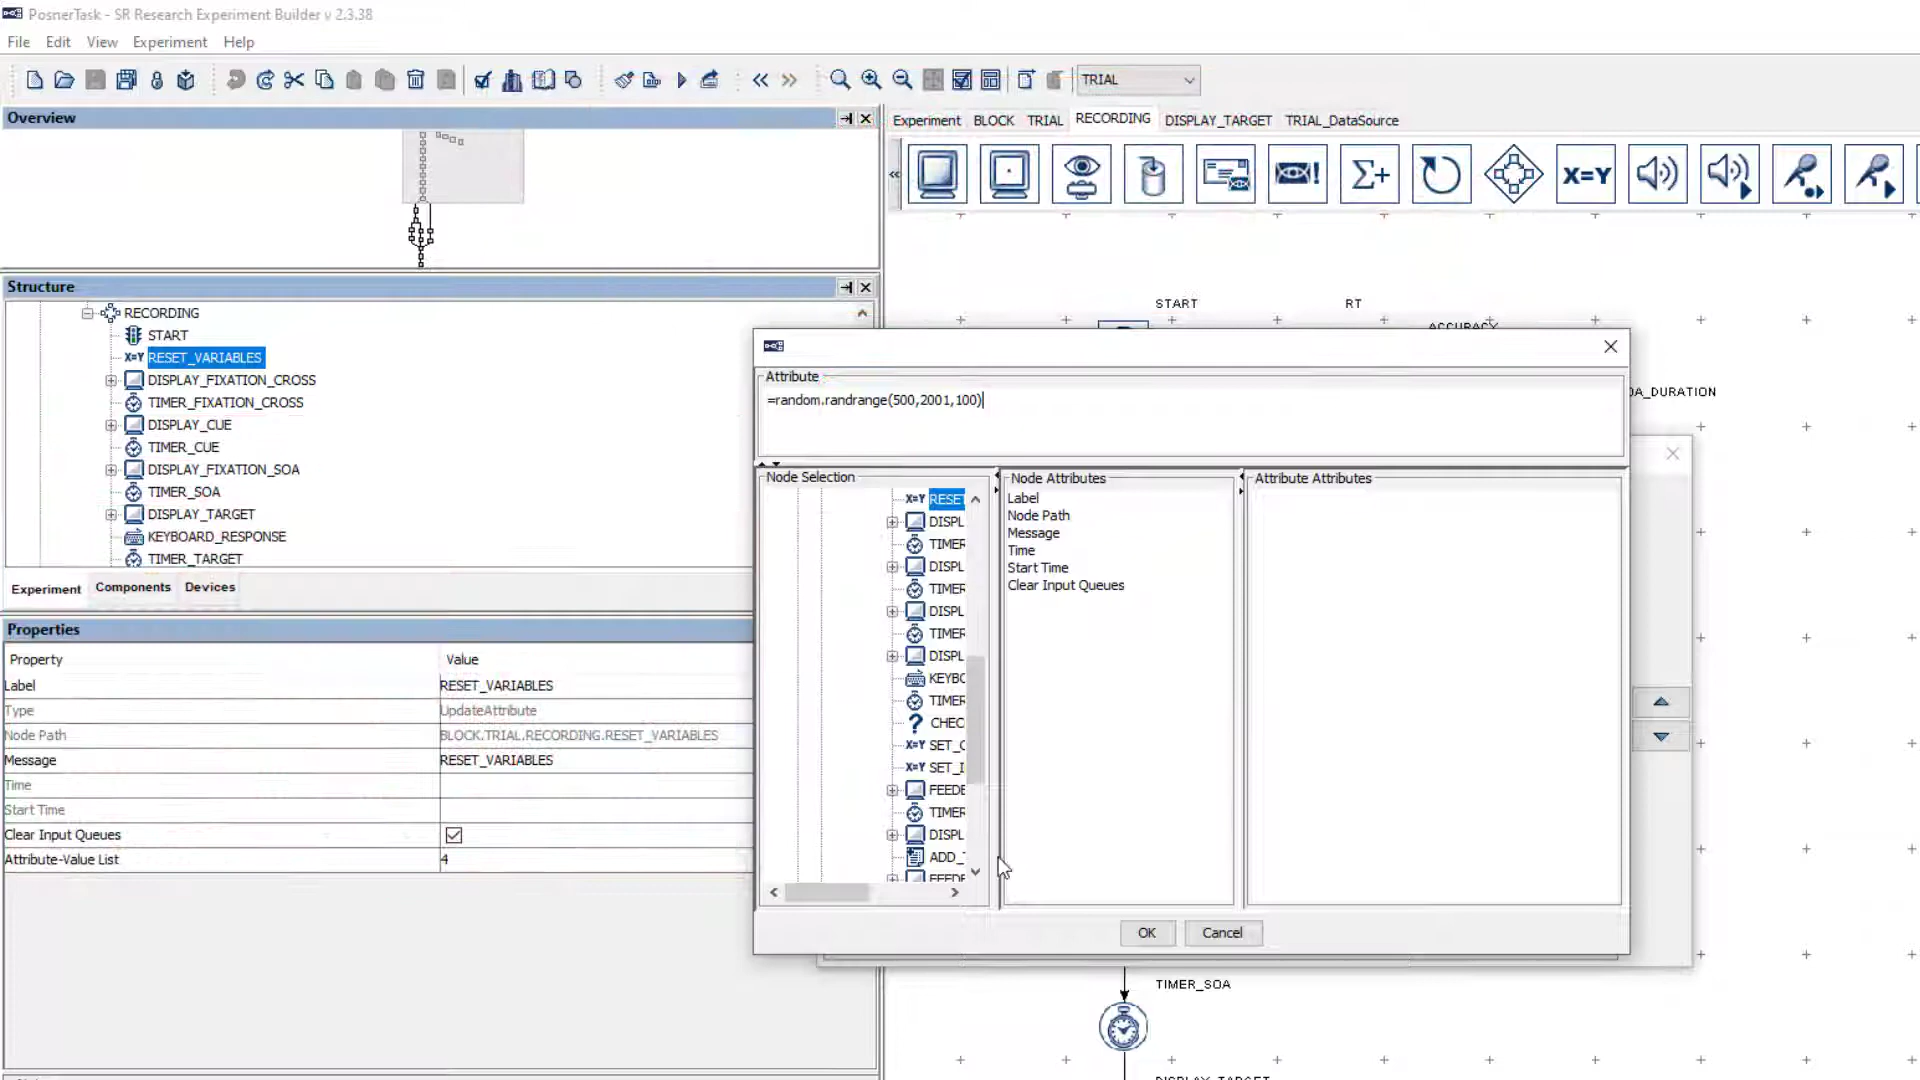 PosnerTask - SR Research Experiment Builder v 2.3.38
File Edit View Experiment Help
TRIAL
Overview
Experiment BLOCK TRIAL RECORDING DISPLAY_TARGET TRIAL_DataSource
X=Y
Structure
RECORDING
START
X=Y RESET_VARIABLES
DISPLAY_FIXATION_CROSS
TIMER_FIXATION_CROSS
DISPLAY_CUE
TIMER_CUE
DISPLAY_FIXATION_SOA
TIMER_SOA
DISPLAY_TARGET
KEYBOARD_RESPONSE
TIMER_TARGET
Experiment Components Devices
Properties
Property Value
Label RESET_VARIABLES
Type UpdateAttribute
Node Path BLOCK.TRIAL.RECORDING.RESET_VARIABLES
Message RESET_VARIABLES
Time
Start Time
Clear Input Queues
Attribute-Value List 4
START RT
ACCURACY
OA_DURATION
Attribute
=random.randrange(500,2001,100)
Node Selection
X=Y RESE
DISPL
TIMER
DISPL
TIMER
DISPL
TIMER
DISPL
KEYBO
TIMER
? CHEC
X=Y SET_
X=Y SET_I
FEEDE
TIMER
DISPL
ADD_
Node Attributes
Label
Node Path
Message
Time
Start Time
Clear Input Queues
Attribute Attributes
OK Cancel
TIMER_SOA
DISPLAY_TARGET